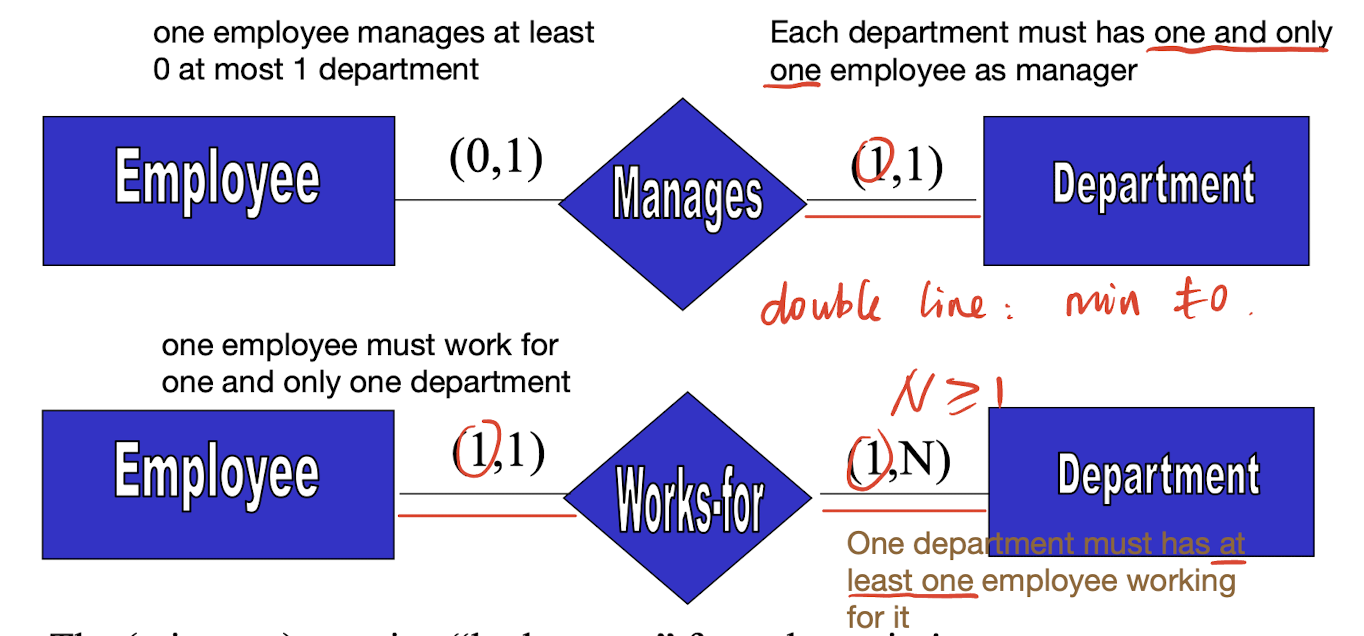 one employee manages at least
0 at most 1 department
Each department must has one and only
one employee as manager
Employee
(0,1)
Manages
(1,1)
Department
double line: min ≠0.
one employee must work for
one and only one department
N ≥ 1
Employee
(1,1)
Works-for
(1,N)
Department
One department must has at
least one employee working
for it